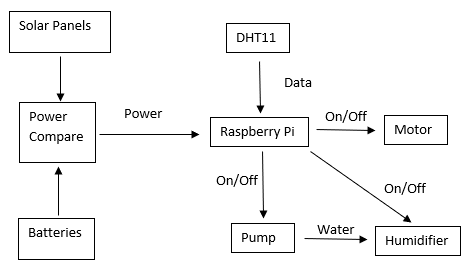 Solar Panels
DHT11
Data
Power
Compare
Power
Raspberry Pi
On/Off
Motor
On/Off
On/Off
Batteries
Pump
Water
Humidifier